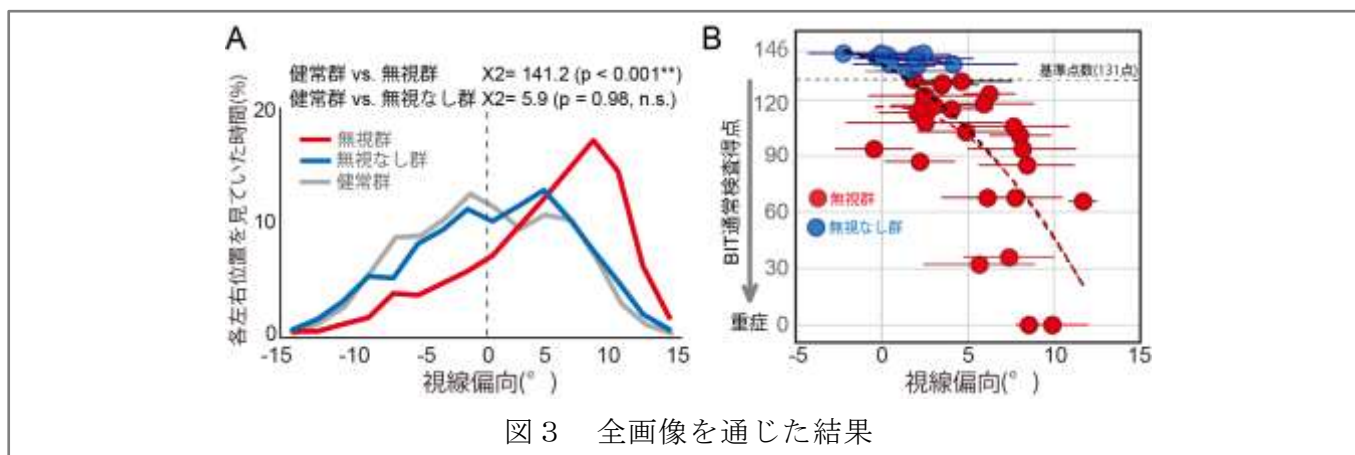 A
健常群 vs. 無視群 X2= 141.2 (p < 0.001**)
健常群 vs. 無視なし群 X2= 5.9 (p = 0.98, n.s.)
各左右位置を見ていた時間(%)
20
10
0
無視群
無視なし群
健常群
-15 -10 -5 0 5 10 15
視線偏向(° )
B
146
120
90
60
30
0
基準点数(131点)
BIT通常検査得点
重症
無視群
無視なし群
-5 0 5 10 15
視線偏向(° )
図3 全画像を通じた結果